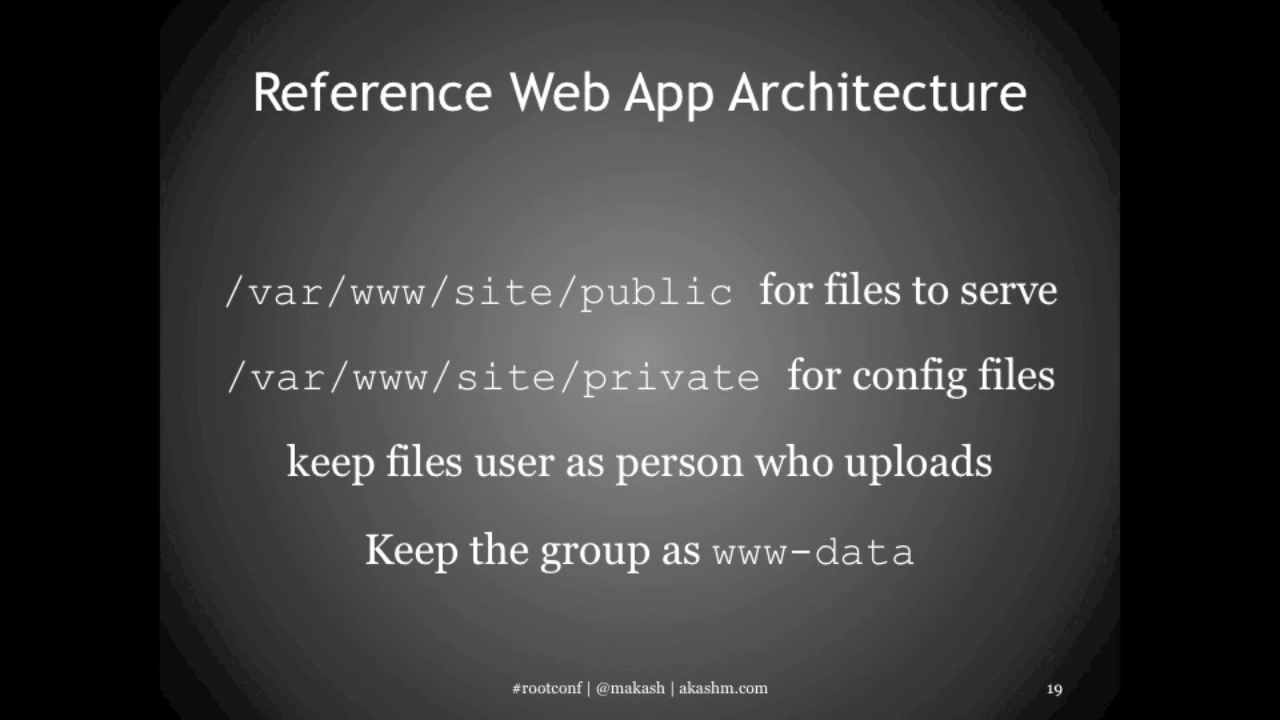 Reference Web App Architecture
/var/www/site/public for files to serve
/var/www/site/private for config files
keep files user as person who uploads
Keep the group as www-data
#rootconf | @makash | akashm.com
19